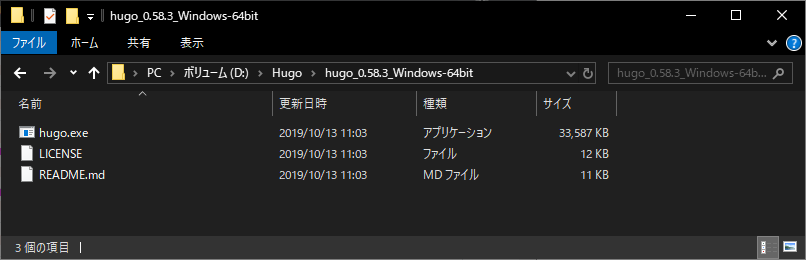 hugo_0.58.3_Windows-64bit
ファイル ホーム 共有 表示
PC ボリューム (D:) Hugo hugo_0.58.3_Windows-64bit hugo_0.58.3_Windows-64b...
名前 更新日時 種類 サイズ
hugo.exe 2019/10/13 11:03 アプリケーション 33,587 KB
LICENSE 2019/10/13 11:03 ファイル 12 KB
README.md 2019/10/13 11:03 MD ファイル 11 KB
3 個の項目